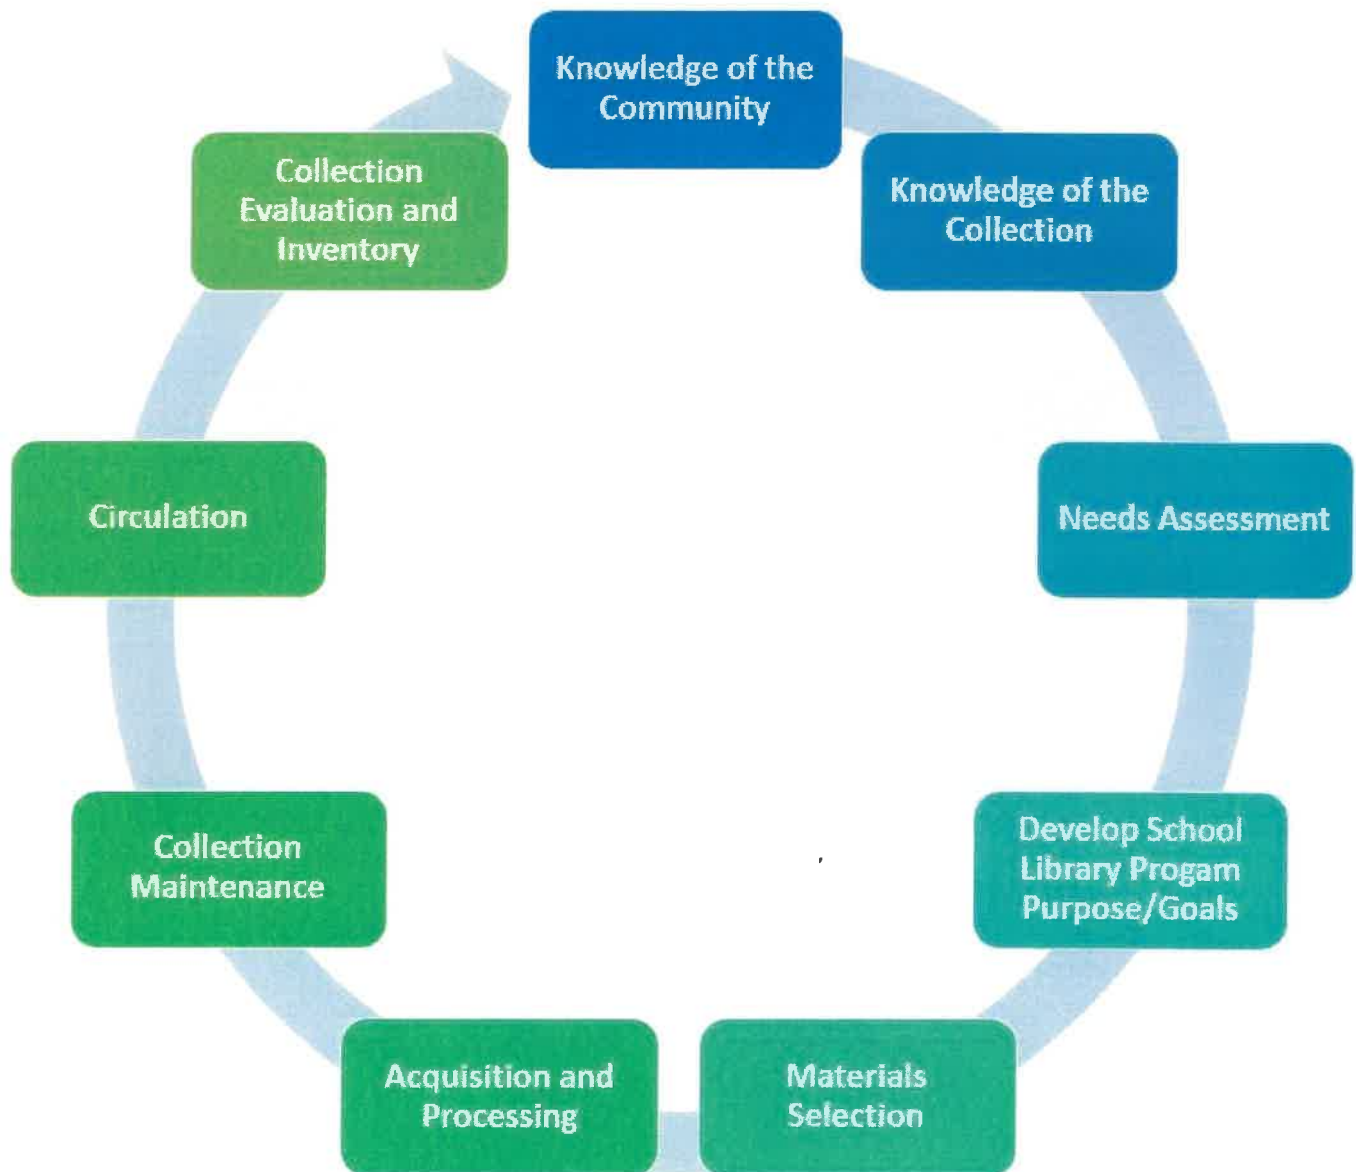 Knowledge of the
Community
Knowledge of the
Collection
Needs Assessment
Develop School
Library Progam
Purpose/Goals
Materials
Selection
Acquisition and
Processing
Collection
Maintenance
Circulation
Collection
Evaluation and
Inventory